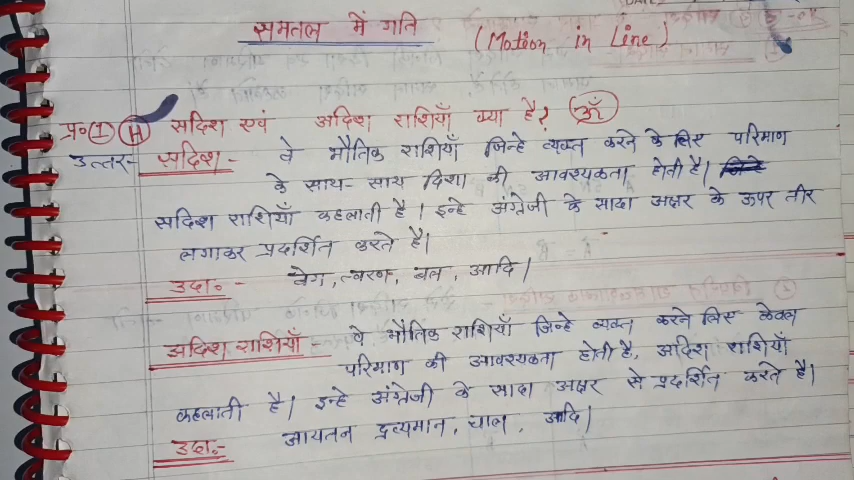 समतल में गति (Motion in Line)
प्र०(1) (H) सदिश एवं अदिश राशियाँ क्या है? ॐ
उत्तर- सदिश - वे भौतिक राशियाँ जिन्हे व्यक्त करने के लिए परिमाण
के साथ-साथ दिशा की आवश्यकता होती है। जिन्हे
सदिश राशियाँ कहलाती है। इन्हे अंग्रेजी के सादा अक्षर के ऊपर तीर
लगाकर प्रदर्शित करते है।
उदा० - वेग, त्वरण, बल, आदि।
अदिश राशियाँ - वे भौतिक राशियाँ जिन्हे व्यक्त करने लिए केवल
परिमाण की आवश्यकता होती है, अदिश राशियाँ
कहलाती है। इन्हे अंग्रेजी के सादा अक्षर से प्रदर्शित करते है।
उदा०- आयतन द्रव्यमान, चाल, आदि।